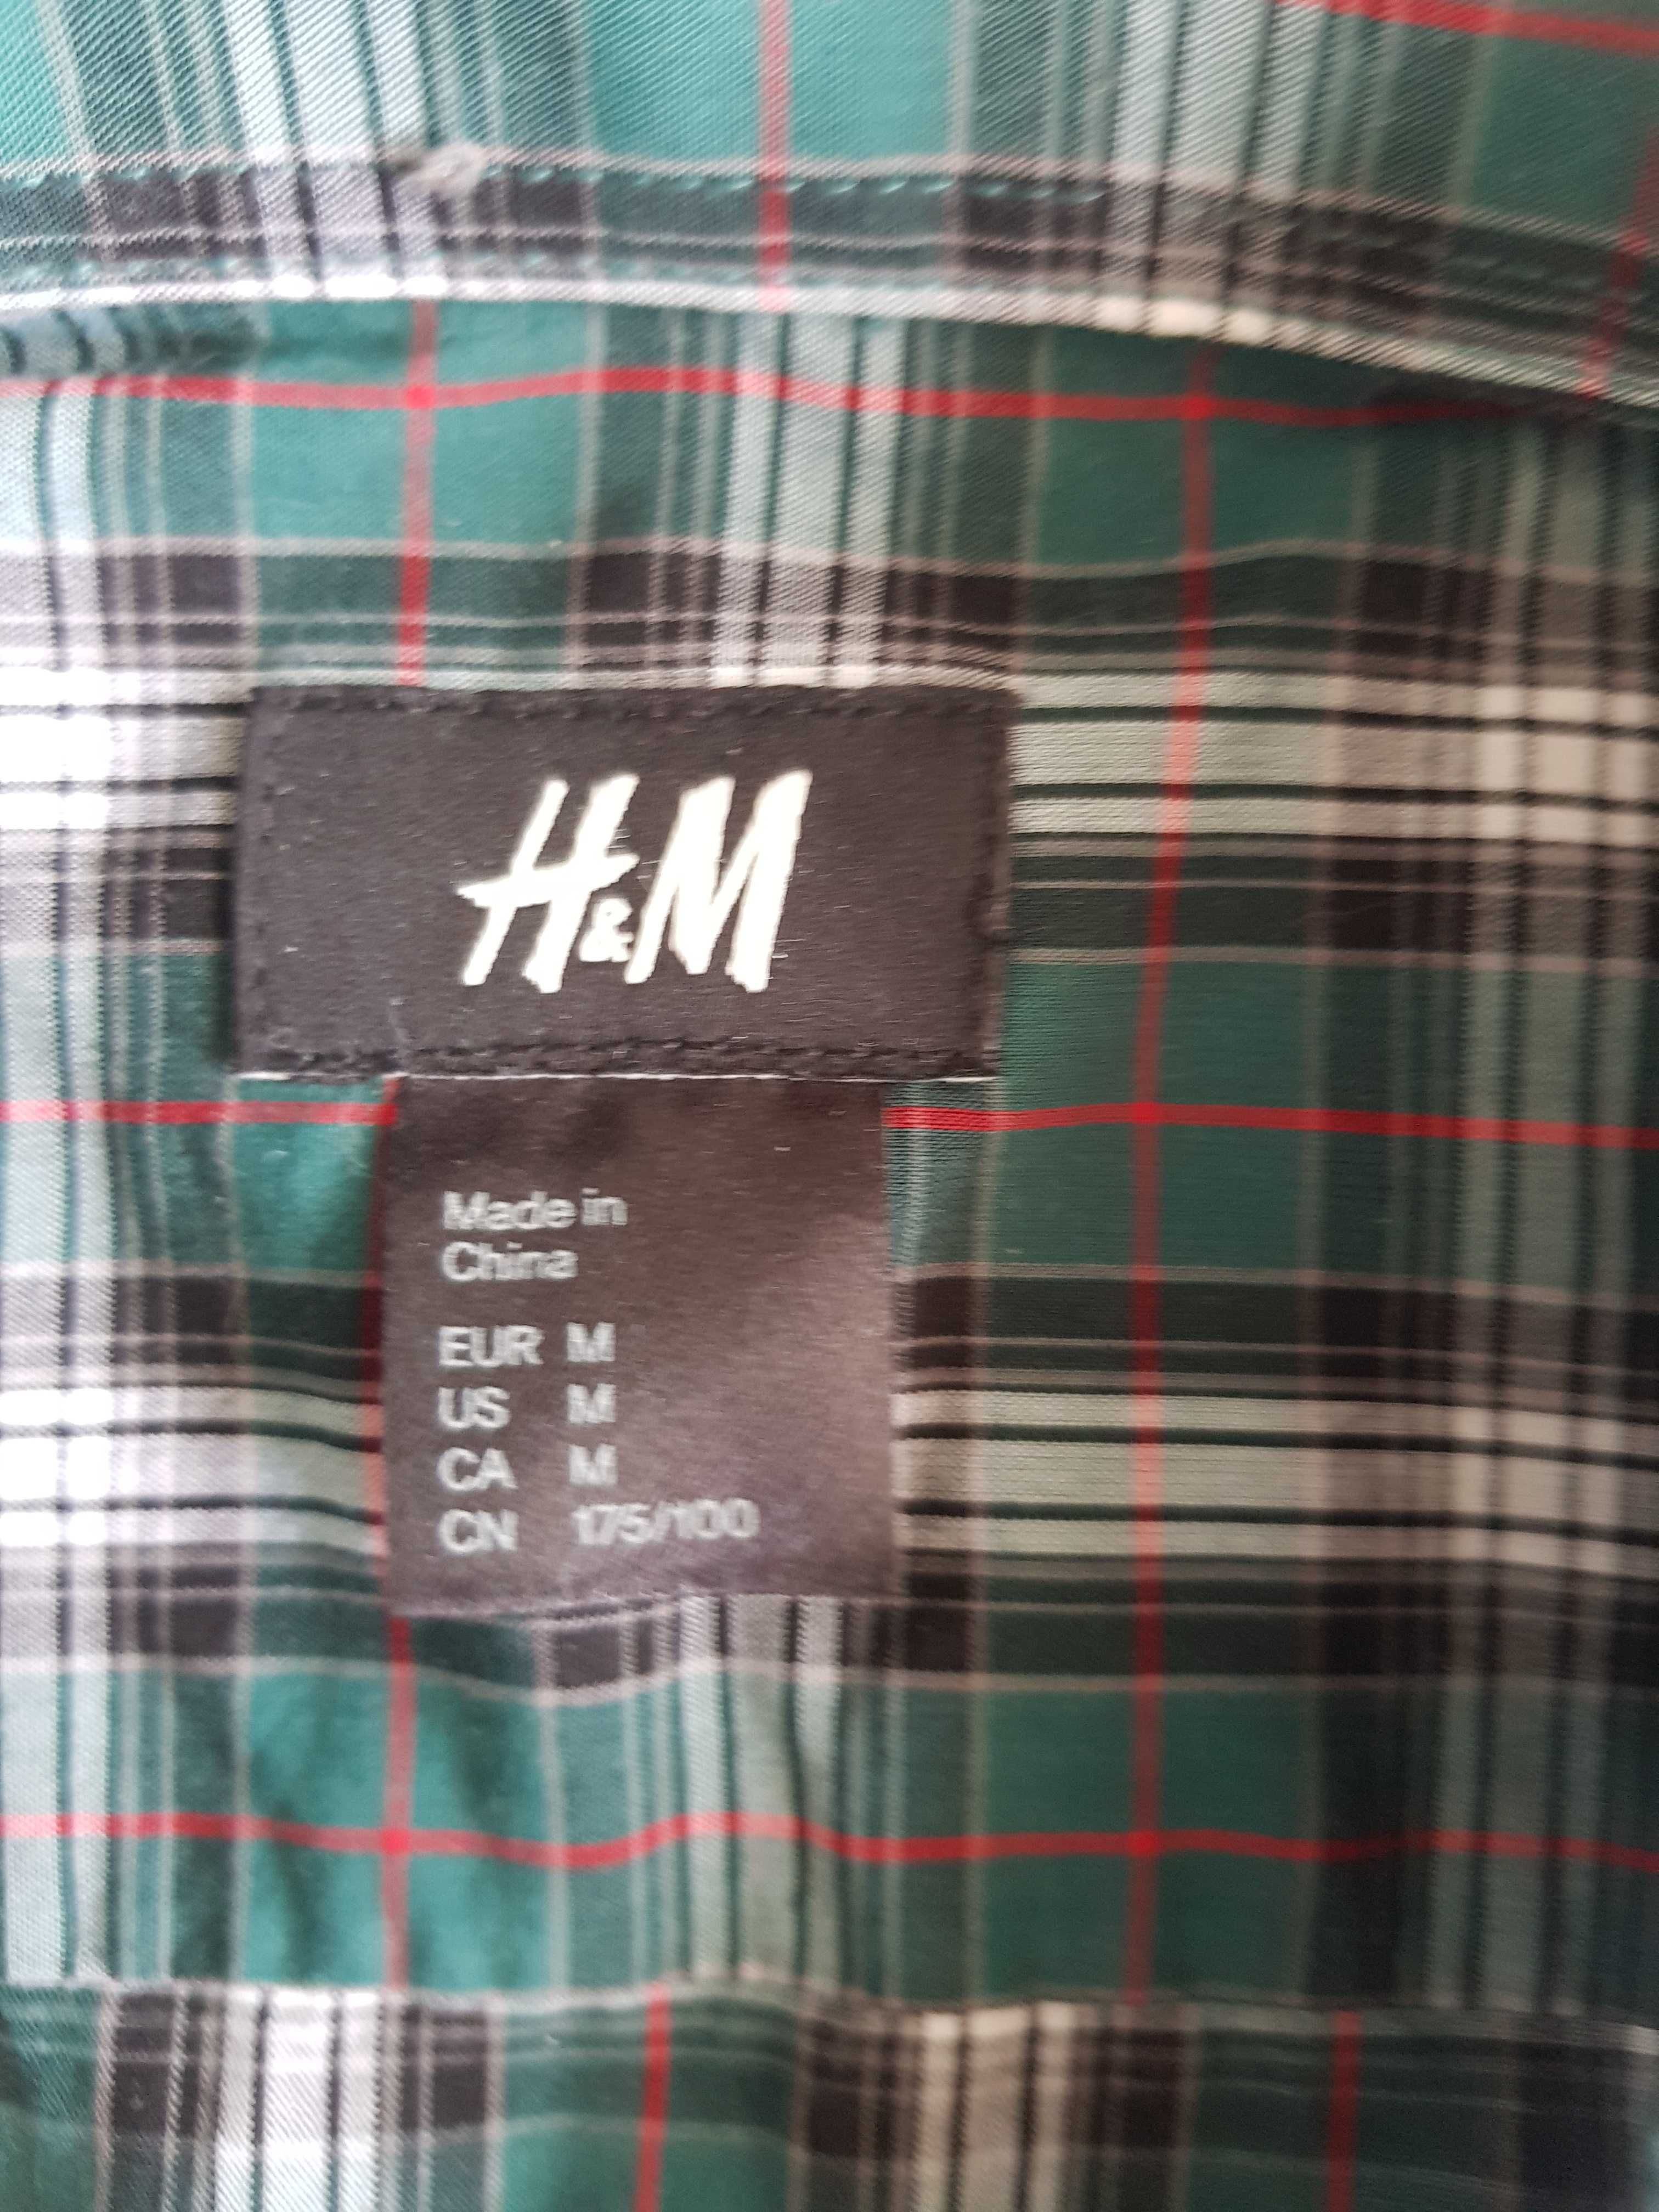 H&M
Made in
China
EUR M
US M
CA M
CN 175/100